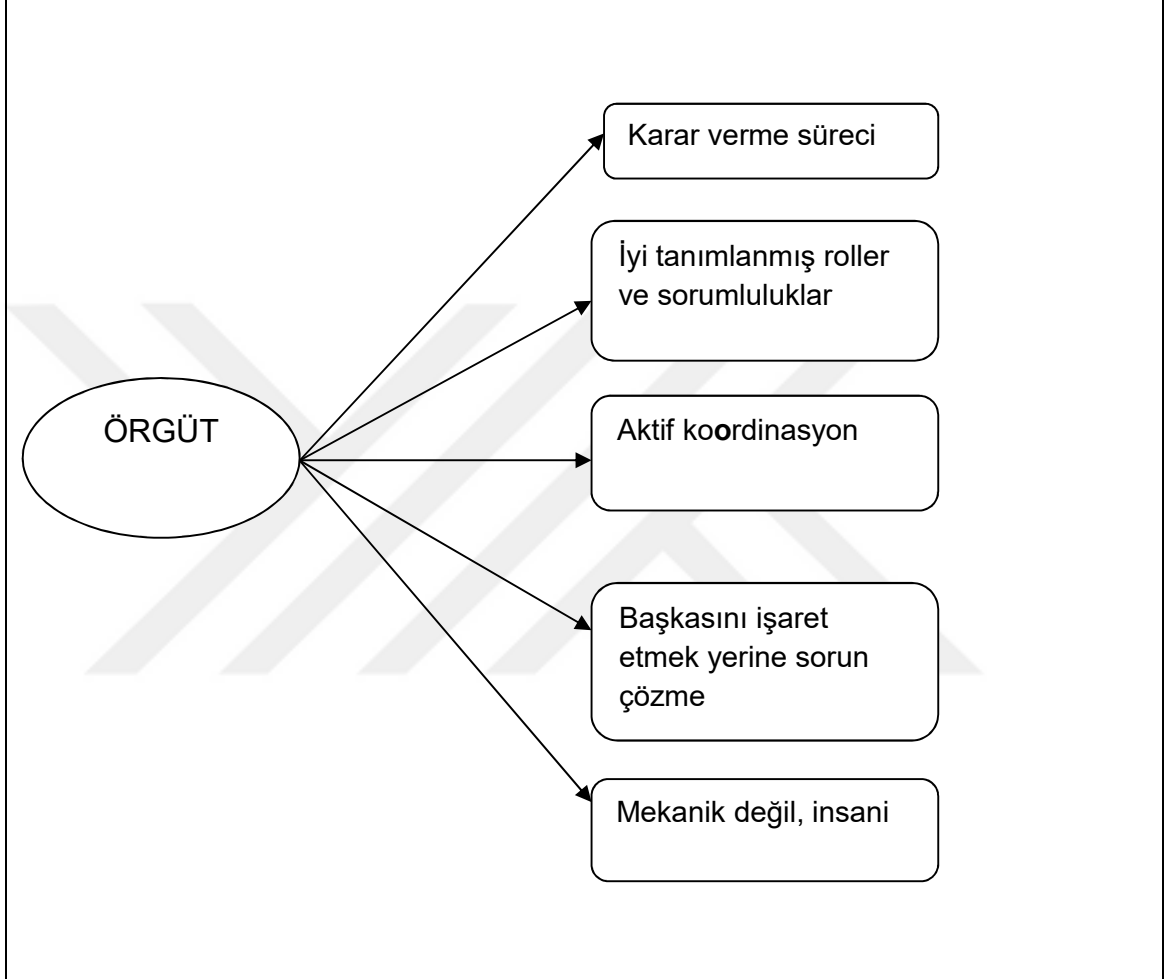 Karar verme süreci
İyi tanımlanmış roller
ve sorumluluklar
ÖRGÜT
Aktif koordinasyon
Başkasını işaret
etmek yerine sorun
çözme
Mekanik değil, insani